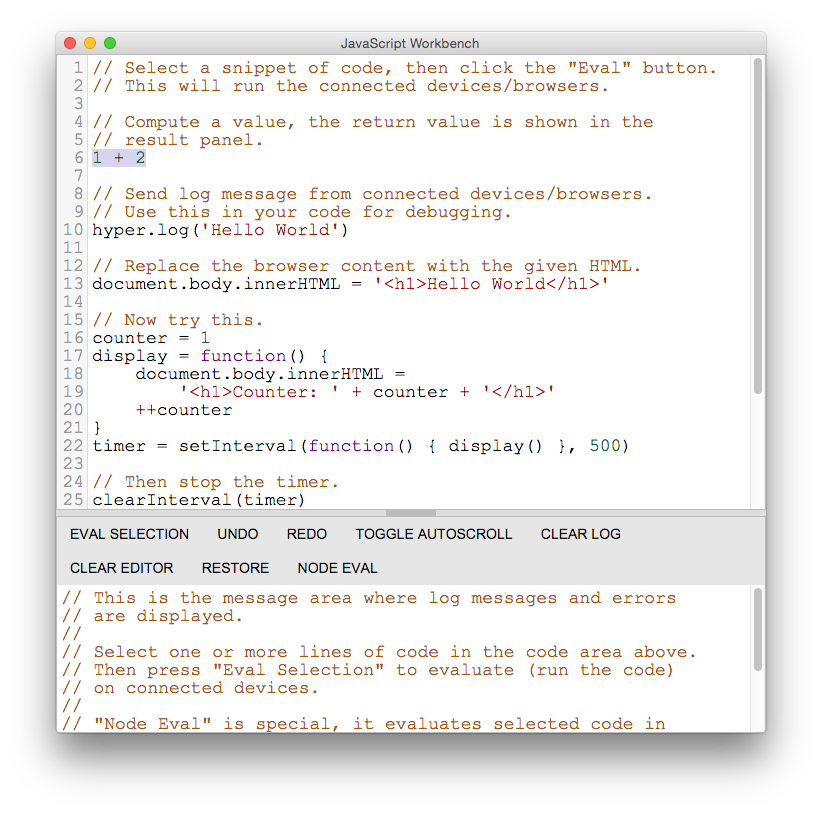 JavaScript Workbench
1 // Select a snippet of code, then click the "Eval" button.
2 // This will run the connected devices/browsers.
3
4 // Compute a value, the return value is shown in the
5 // result panel.
6 1 + 2
7
8 // Send log message from connected devices/browsers.
9 // Use this in your code for debugging.
10 hyper.log('Hello World')
11
12 // Replace the browser content with the given HTML.
13 document.body.innerHTML = '<h1>Hello World</h1>'
14
15 // Now try this.
16 counter = 1
17 display = function() {
18     document.body.innerHTML =
19         '<h1>Counter: ' + counter + '</h1>'
20     ++counter
21 }
22 timer = setInterval(function() { display() }, 500)
23
24 // Then stop the timer.
25 clearInterval(timer)
EVAL SELECTION UNDO REDO TOGGLE AUTOSCROLL CLEAR LOG
CLEAR EDITOR RESTORE NODE EVAL
// This is the message area where log messages and errors
// are displayed.
//
// Select one or more lines of code in the code area above.
// Then press "Eval Selection" to evaluate (run the code)
// on connected devices.
//
// "Node Eval" is special, it evaluates selected code in